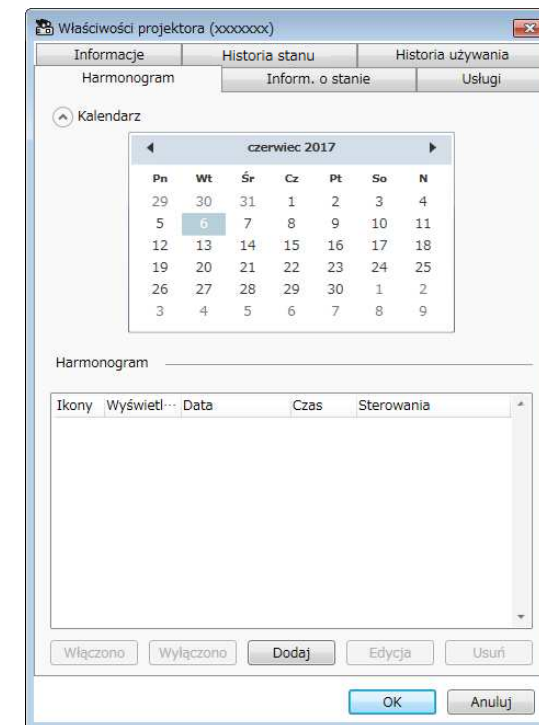 Właściwości projektora (xxxxxxx)
Informacje Historia stanu Historia używania
Harmonogram Inform. o stanie Usługi
Kalendarz
czerwiec 2017
Pn Wt Śr Cz Pt So N
29 30 31 1 2 3 4
5 6 7 8 9 10 11
12 13 14 15 16 17 18
19 20 21 22 23 24 25
26 27 28 29 30 1 2
3 4 5 6 7 8 9
Harmonogram
Ikony Wyświetl... Data Czas Sterowania
Włączono Wyłączono Dodaj Edycja Usuń
OK Anuluj